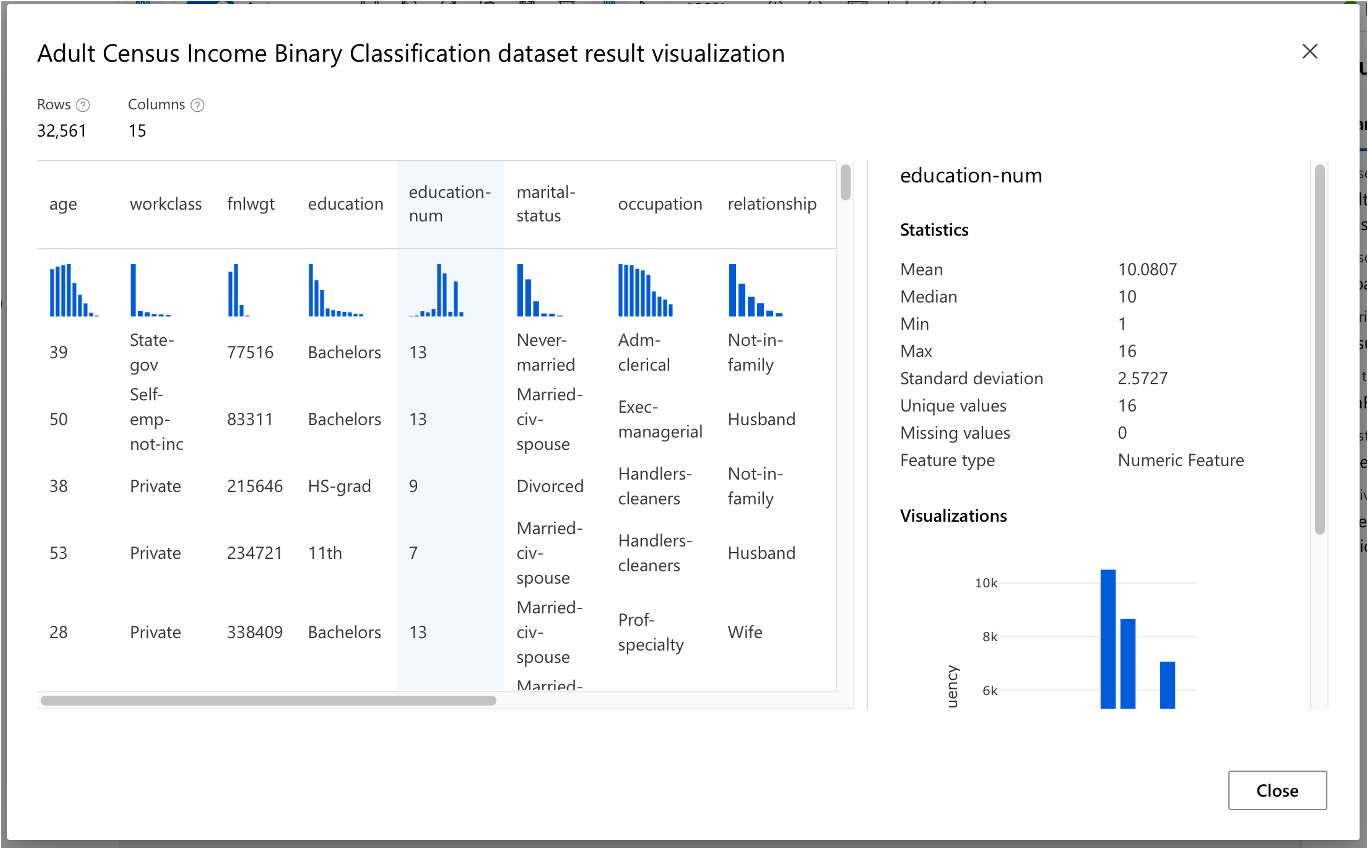 Adult Census Income Binary Classification dataset result visualization
Rows ?
Columns ?
32,561
15
age
workclass
fnlwgt
education
education-
num
marital-
status
occupation
relationship
39
State-
gov
77516
Bachelors
13
Never-
married
Adm-
clerical
Not-in-
family
50
Self-
emp-
not-inc
83311
Bachelors
13
Married-
civ-
spouse
Exec-
managerial
Husband
38
Private
215646
HS-grad
9
Divorced
Handlers-
cleaners
Not-in-
family
53
Private
234721
11th
7
Married-
civ-
spouse
Handlers-
cleaners
Husband
28
Private
338409
Bachelors
13
Married-
civ-
spouse
Prof-
specialty
Wife
Married-
education-num
Statistics
Mean 10.0807
Median 10
Min 1
Max 16
Standard deviation 2.5727
Unique values 16
Missing values 0
Feature type Numeric Feature
Visualizations
10k
8k
6k
uency
Close